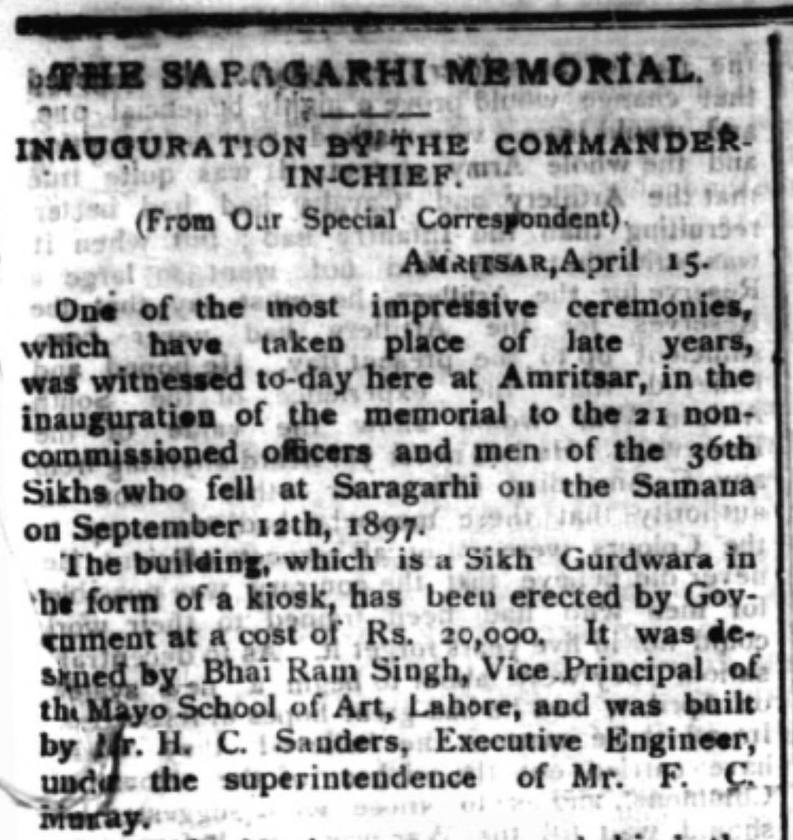 THE SARAGARHI MEMORIAL.
INAUGURATION BY THE COMMANDER-
IN-CHIEF.
(From Our Special Correspondent).
AMRITSAR, April 15.
One of the most impressive ceremonies,
which have taken place of late years,
was witnessed to-day here at Amritsar, in the
inauguration of the memorial to the 21 non-
commissioned officers and men of the 36th
Sikhs who fell at Saragarhi on the Samana
on September 12th, 1897.
The building, which is a Sikh Gurdwara in
the form of a kiosk, has been erected by Gov-
ernment at a cost of Rs. 20,000. It was de-
signed by Bhai Ram Singh, Vice Principal of
the Mayo School of Art, Lahore, and was built
by Mr. H. C. Sanders, Executive Engineer,
under the superintendence of Mr. F. C.
Muray.